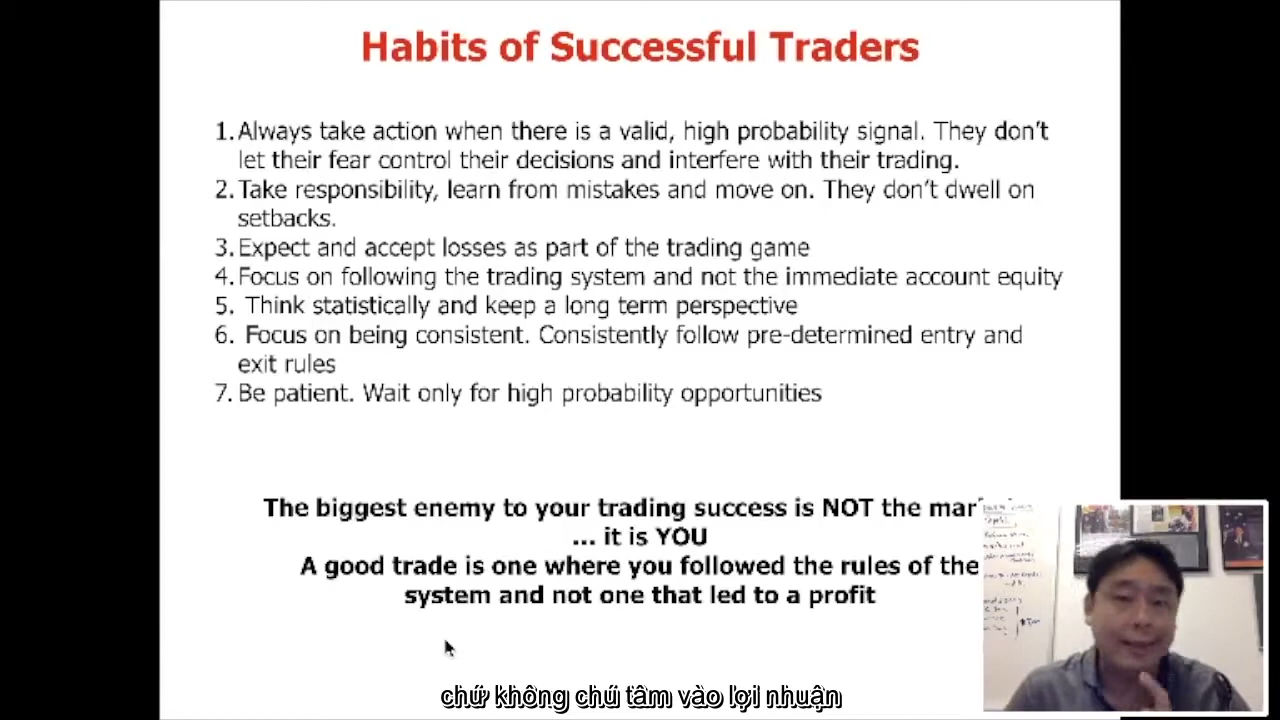 Habits of Successful Traders
1. Always take action when there is a valid, high probability signal. They don't
let their fear control their decisions and interfere with their trading.
2. Take responsibility, learn from mistakes and move on. They don't dwell on
setbacks.
3. Expect and accept losses as part of the trading game
4. Focus on following the trading system and not the immediate account equity
5. Think statistically and keep a long term perspective
6. Focus on being consistent. Consistently follow pre-determined entry and
exit rules
7. Be patient. Wait only for high probability opportunities
The biggest enemy to your trading success is NOT the
... it is YOU
A good trade is one where you followed the rules of the
system and not one that led to a profit
chứ không chú tâm vào lợi nhuận